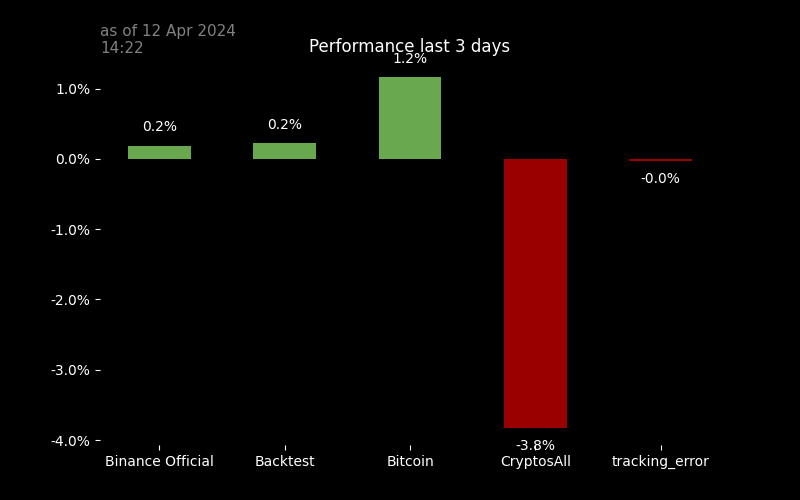 as of 12 Apr 2024
14:22
Performance last 3 days
1.2%
1.0%
0.2%
0.2%
0.0%
-0.0%
-1.0%
-2.0%
-3.0%
-4.0%
-3.8%
Binance Official
Backtest
Bitcoin
CryptosAll
tracking_error